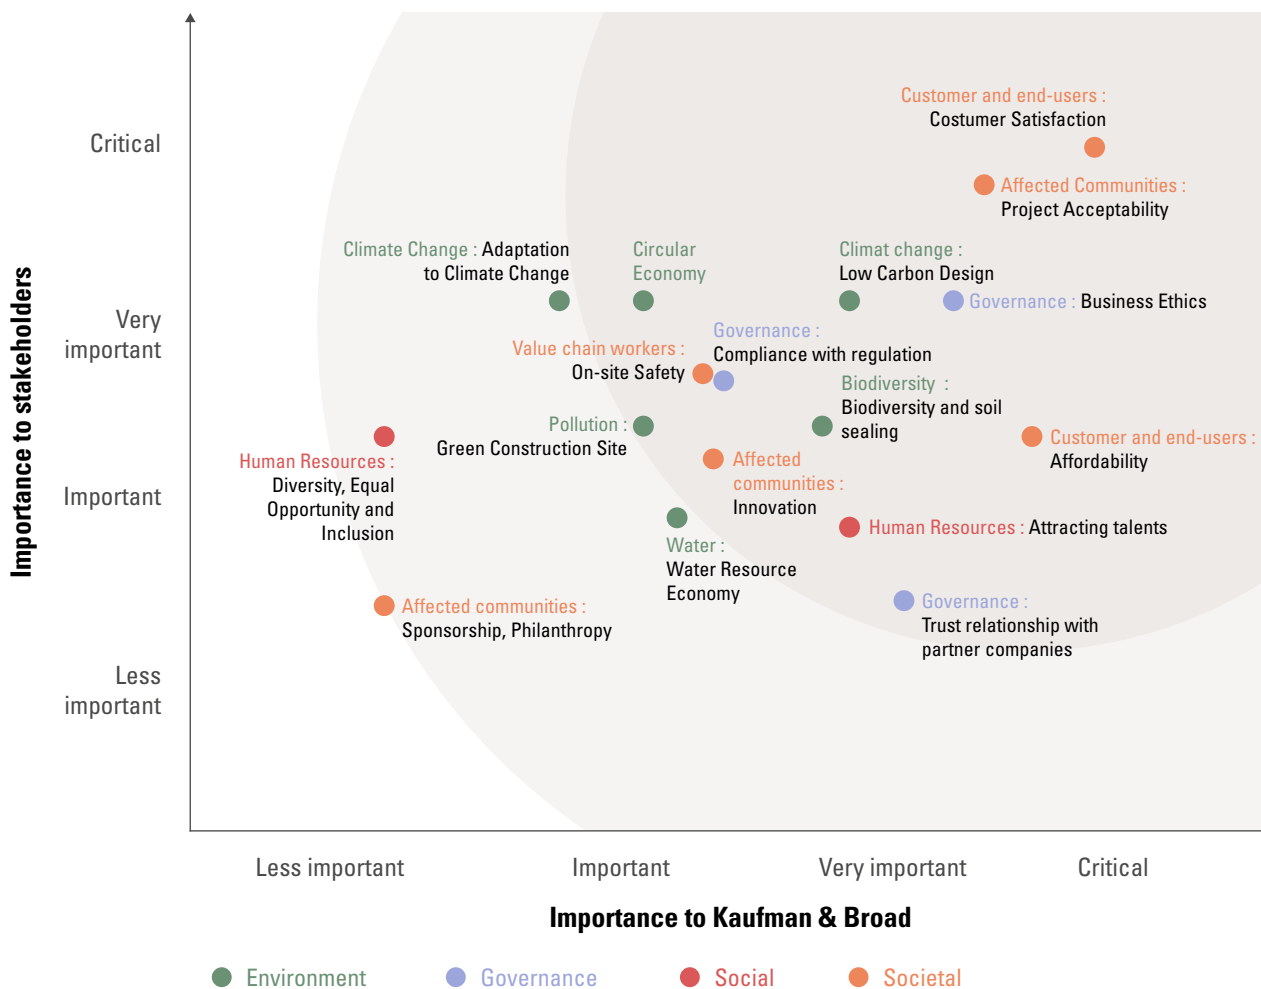 Importance to stakeholders
Critical
Very
important
Important
Less
important
Customer and end-users :
Costumer Satisfaction
Affected Communities :
Project Acceptability
Climate Change : Adaptation
to Climate Change
Circular
Economy
Climat change :
Low Carbon Design
Governance : Business Ethics
Governance :
Compliance with regulation
Value chain workers :
On-site Safety
Biodiversity :
Biodiversity and soil
sealing
Pollution :
Green Construction Site
Customer and end-users :
Affordability
Human Resources :
Diversity, Equal
Opportunity and
Inclusion
Affected
communities :
Innovation
Human Resources : Attracting talents
Water :
Water Resource
Economy
Affected communities :
Sponsorship, Philanthropy
Governance :
Trust relationship with
partner companies
Less important
Important
Very important
Critical
Importance to Kaufman & Broad
Environment
Governance
Social
Societal